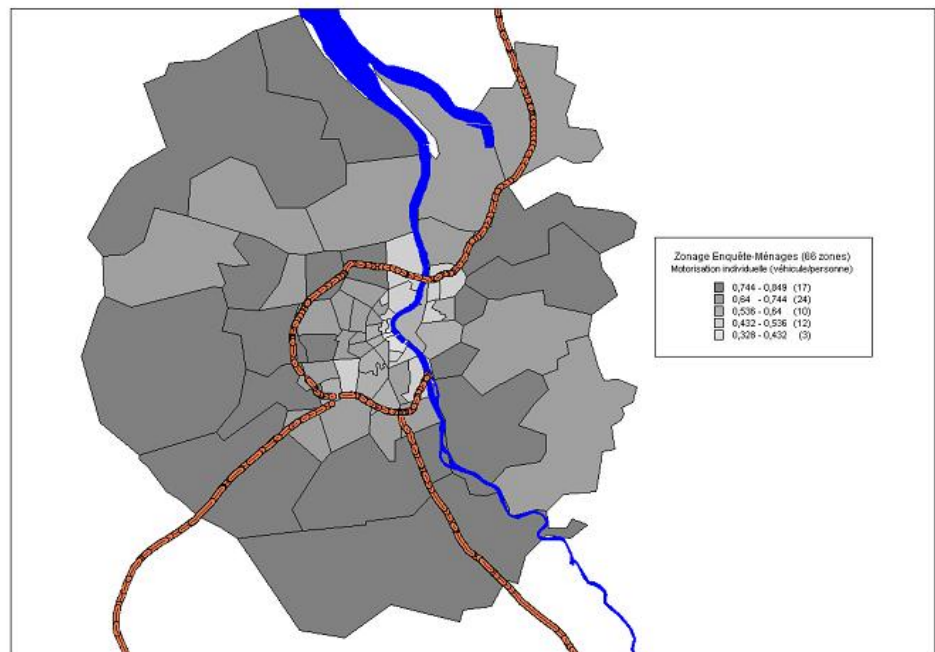 Zonage Enquête-Ménages (66 zones)
Motorisation individuelle (véhicule/personne)
0,744 - 0,849 (17)
0,64 - 0,744 (24)
0,536 - 0,64 (10)
0,432 - 0,536 (12)
0,328 - 0,432 (3)